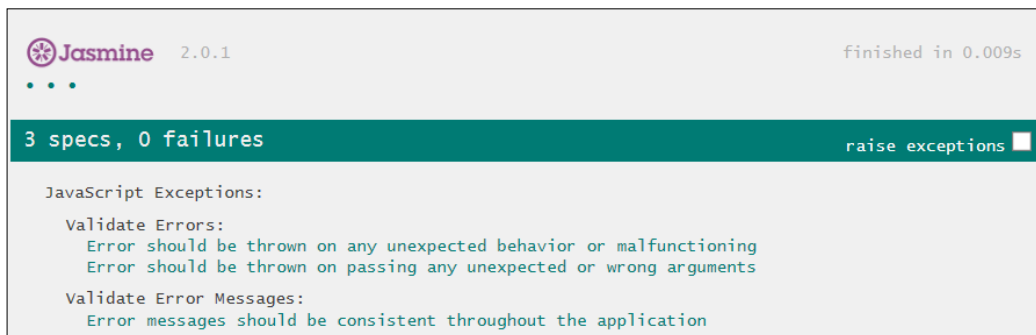 Jasmine 2.0.1 finished in 0.009s
3 specs, 0 failures raise exceptions
JavaScript Exceptions:
Validate Errors:
Error should be thrown on any unexpected behavior or malfunctioning
Error should be thrown on passing any unexpected or wrong arguments
Validate Error Messages:
Error messages should be consistent throughout the application